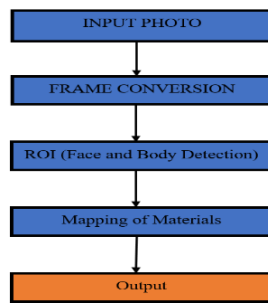 INPUT PHOTO
FRAME CONVERSION
ROI (Face and Body Detection)
Mapping of Materials
Output